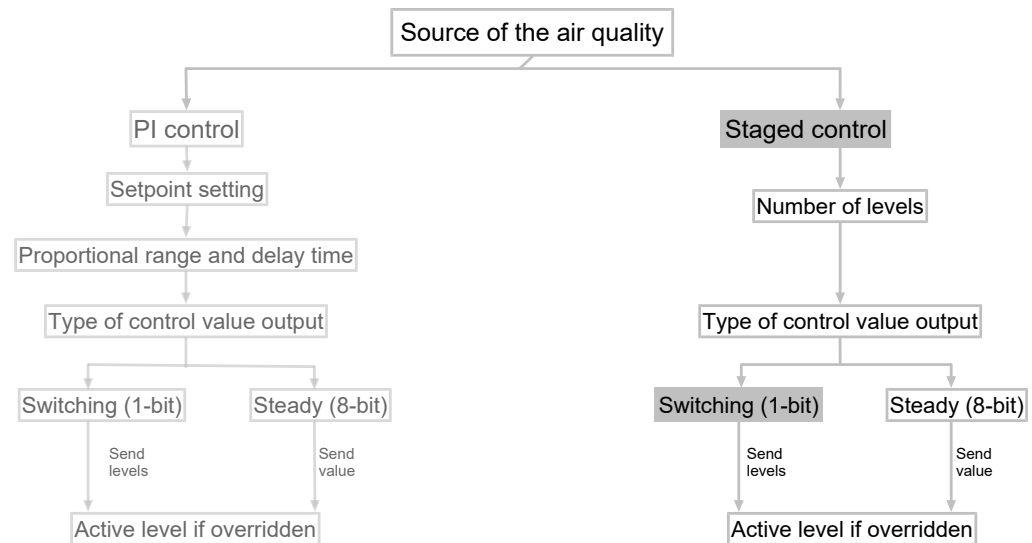 Source of the air quality
PI control
Staged control
Setpoint setting
Number of levels
Proportional range and delay time
Type of control value output
Type of control value output
Switching (1-bit)
Steady (8-bit)
Switching (1-bit)
Steady (8-bit)
Send
levels
Send
value
Send
levels
Send
value
Active level if overridden
Active level if overridden